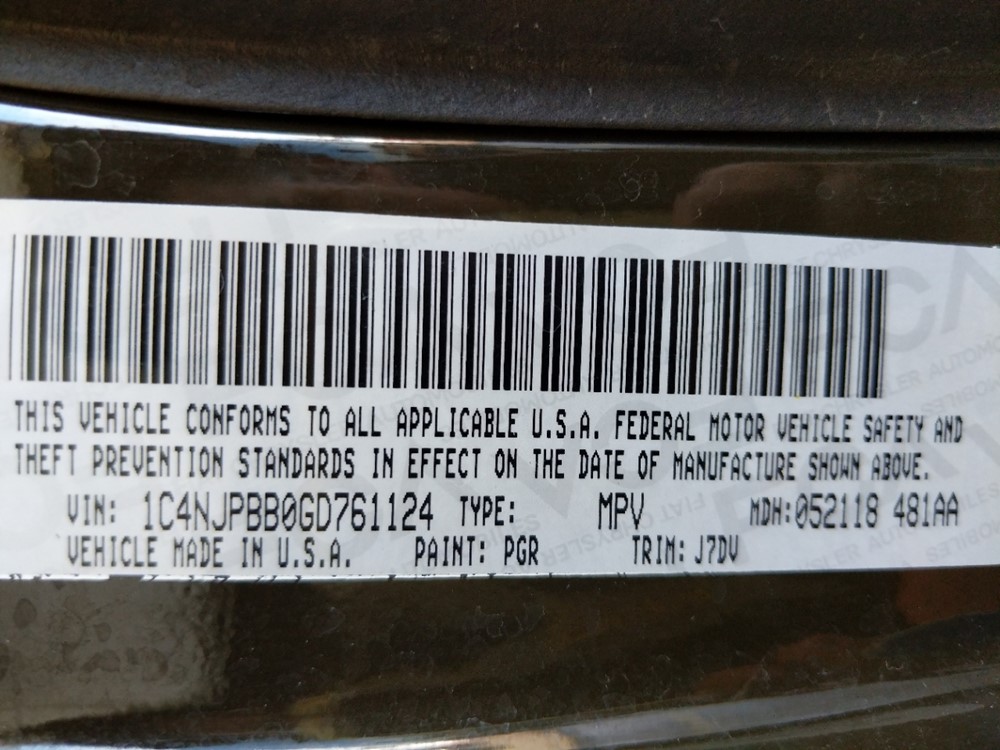 THIS VEHICLE CONFORMS TO ALL APPLICABLE U.S.A. FEDERAL MOTOR VEHICLE SAFETY AND
THEFT PREVENTION STANDARDS IN EFFECT ON THE DATE OF MANUFACTURE SHOWN ABOVE.
VIN: 1C4NJPBB0GD761124 TYPE: MPV MDH:052118 481AA
VEHICLE MADE IN U.S.A. PAINT: PGR TRIM: J7DV